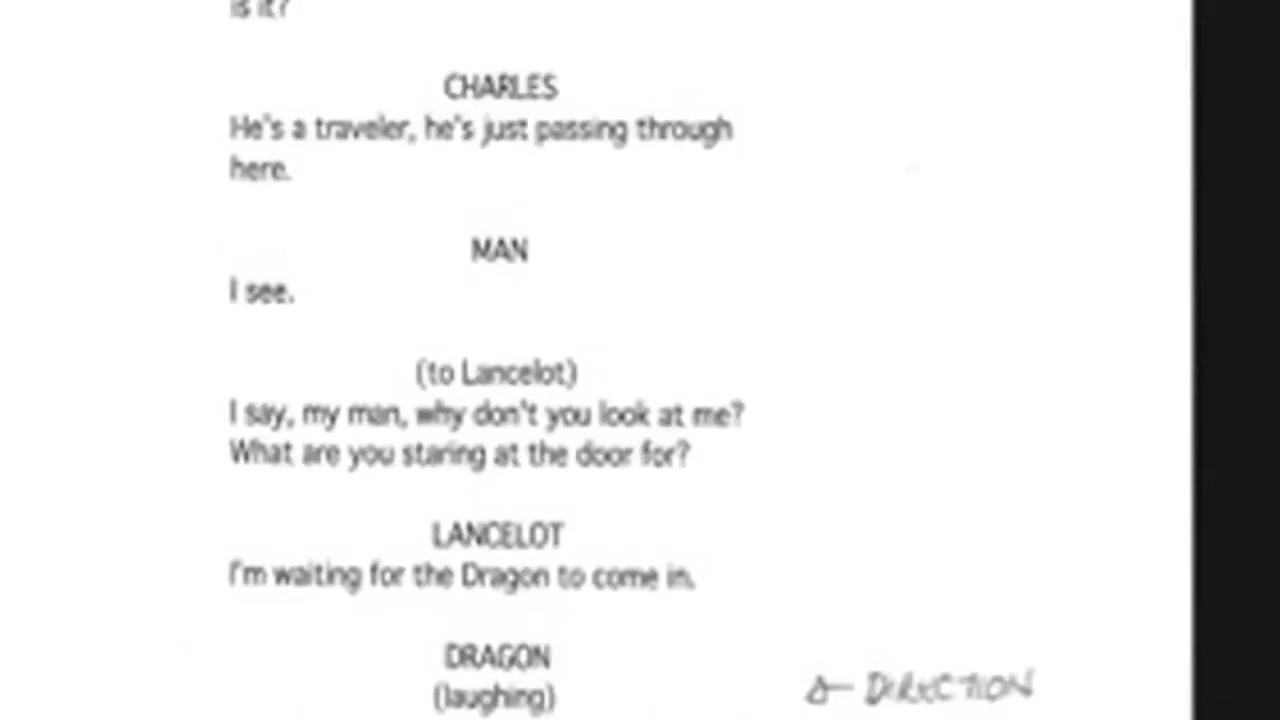 is it?
CHARLES
He's a traveler, he's just passing through
here.
MAN
I see.
(to Lancelot)
I say, my man, why don't you look at me?
What are you staring at the door for?
LANCELOT
I'm waiting for the Dragon to come in.
DRAGON
(laughing)
DIRECTION